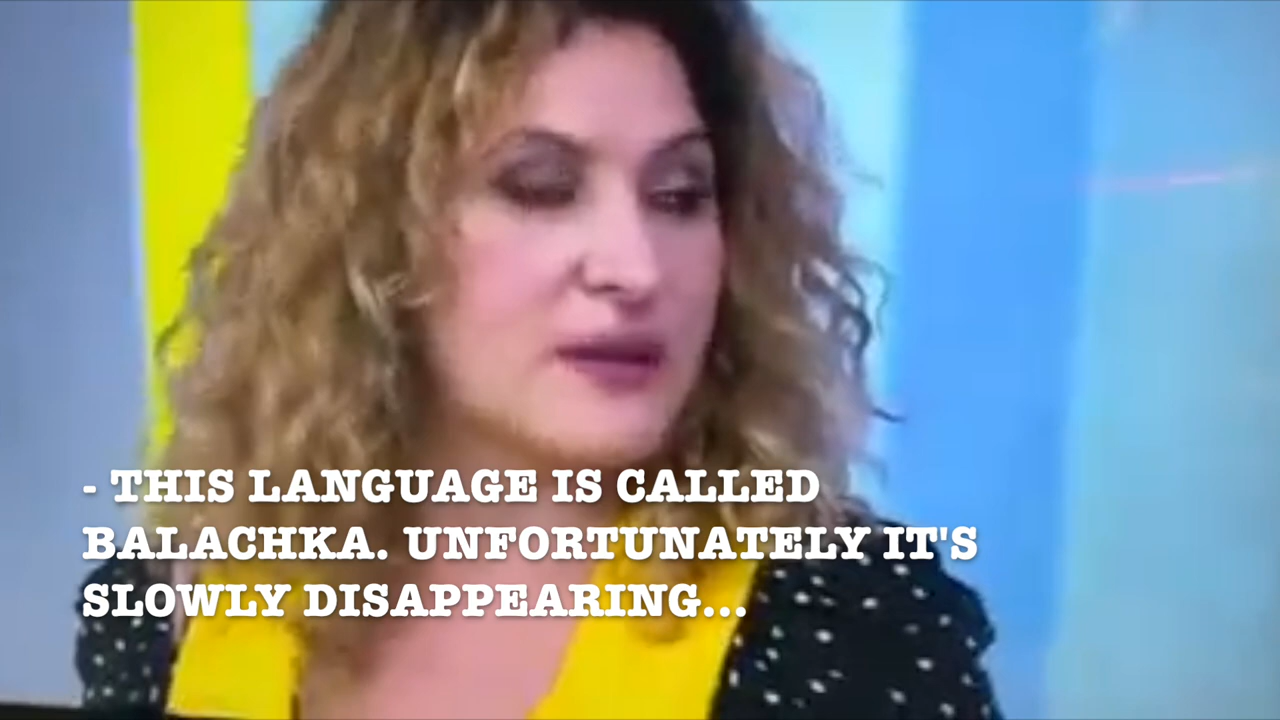 - THIS LANGUAGE IS CALLED
BALACHKA. UNFORTUNATELY IT'S
SLOWLY DISAPPEARING...